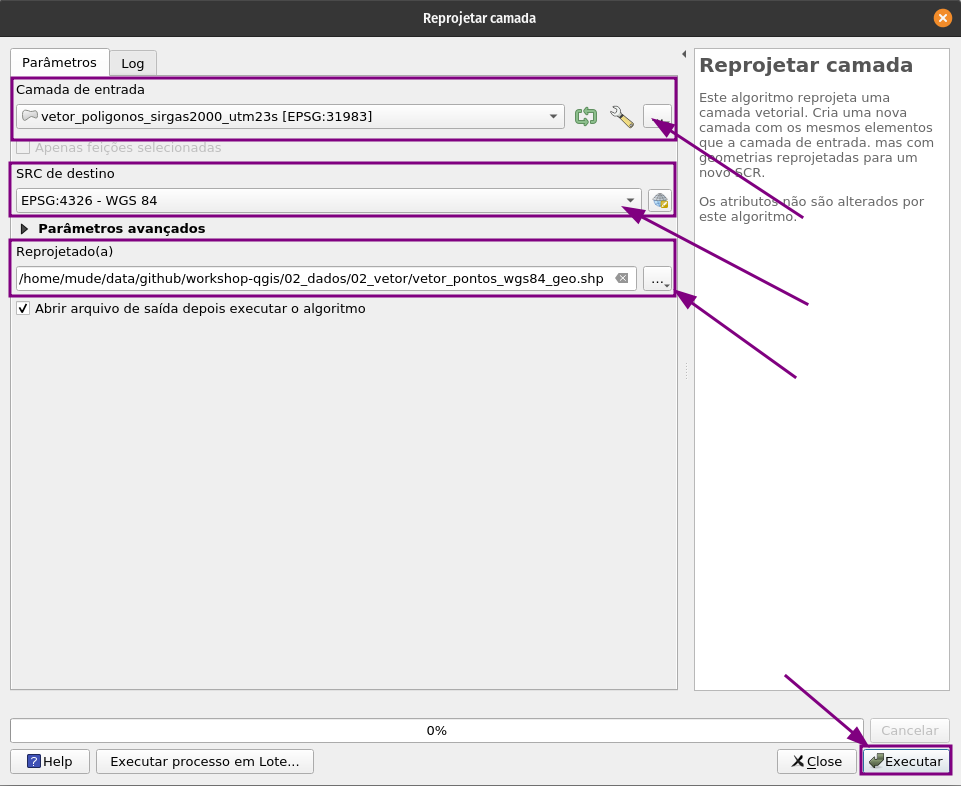 Reprojetar camada
Parâmetros
Log
Camada de entrada
vetor_poligonos_sirgas2000_utm23s [EPSG:31983]
Apenas feições selecionadas
SRC de destino
EPSG:4326 - WGS 84
Parâmetros avançados
Reprojetado(a)
/home/mude/data/github/workshop-qgis/02_dados/02_vetor/vetor_pontos_wgs84_geo.shp
...
Abrir arquivo de saída depois executar o algoritmo
Reprojetar camada
Este algoritmo reprojeta uma
camada vetorial. Cria uma nova
camada com os mesmos elementos
que a camada de entrada. mas com
geometrias reprojetadas para um
novo SCR.
Os atributos não são alterados por
este algoritmo.
0%
Cancelar
Help
Executar processo em Lote...
Close
Executar